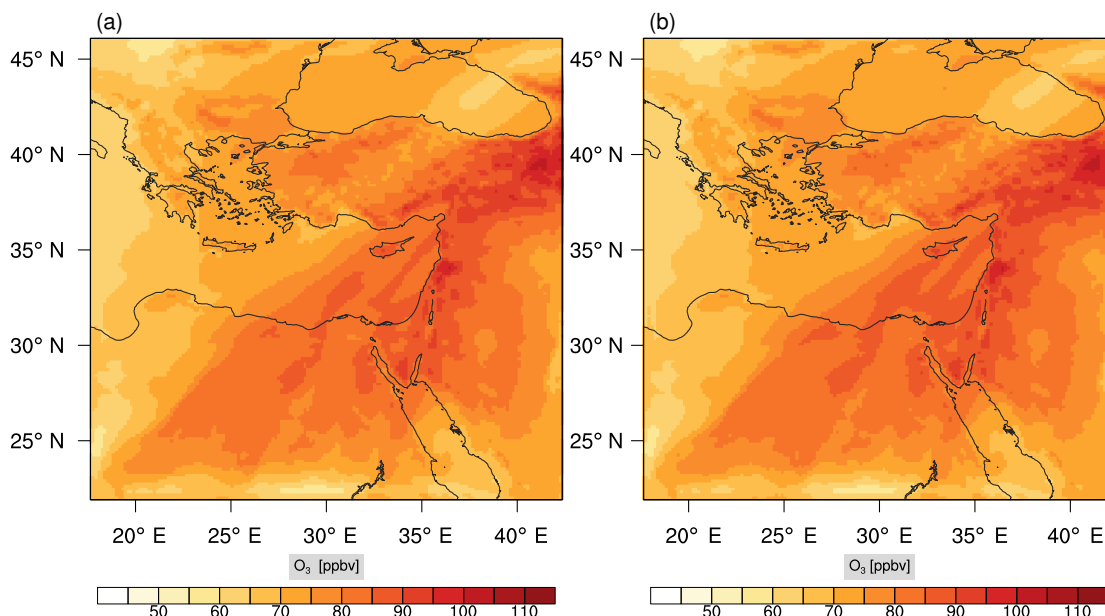 (a) (b)
45° N 45° N
40° N 40° N
35° N 35° N
30° N 30° N
25° N 25° N
20° E 25° E 30° E 35° E 40° E 20° E 25° E 30° E 35° E 40° E
O₃ [ppbv] O₃ [ppbv]
50 60 70 80 90 100 110 50 60 70 80 90 100 110